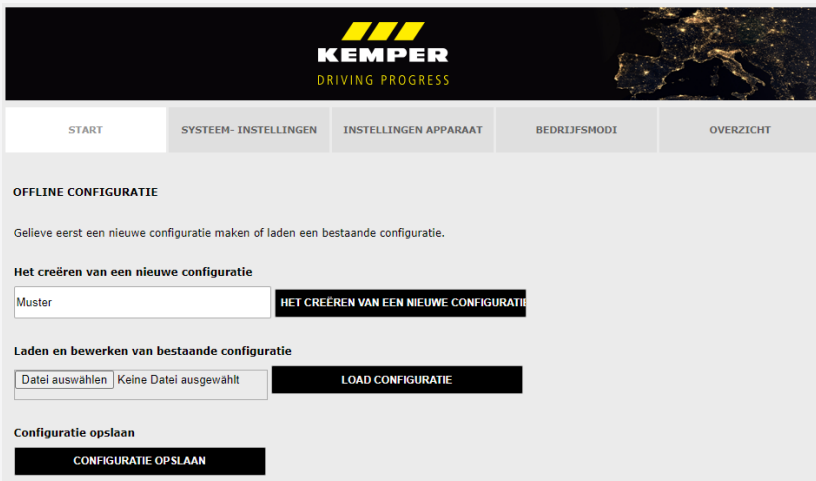 KEMPER
DRIVING PROGRESS
START SYSTEEM- INSTELLINGEN INSTELLINGEN APPARAAT BEDRIJFSMODI OVERZICHT
OFFLINE CONFIGURATIE
Gelieve eerst een nieuwe configuratie maken of laden een bestaande configuratie.
Het creëren van een nieuwe configuratie
Muster HET CREËREN VAN EEN NIEUWE CONFIGURATIE
Laden en bewerken van bestaande configuratie
Datei auswählen Keine Datei ausgewählt LOAD CONFIGURATIE
Configuratie opslaan
CONFIGURATIE OPSLAAN